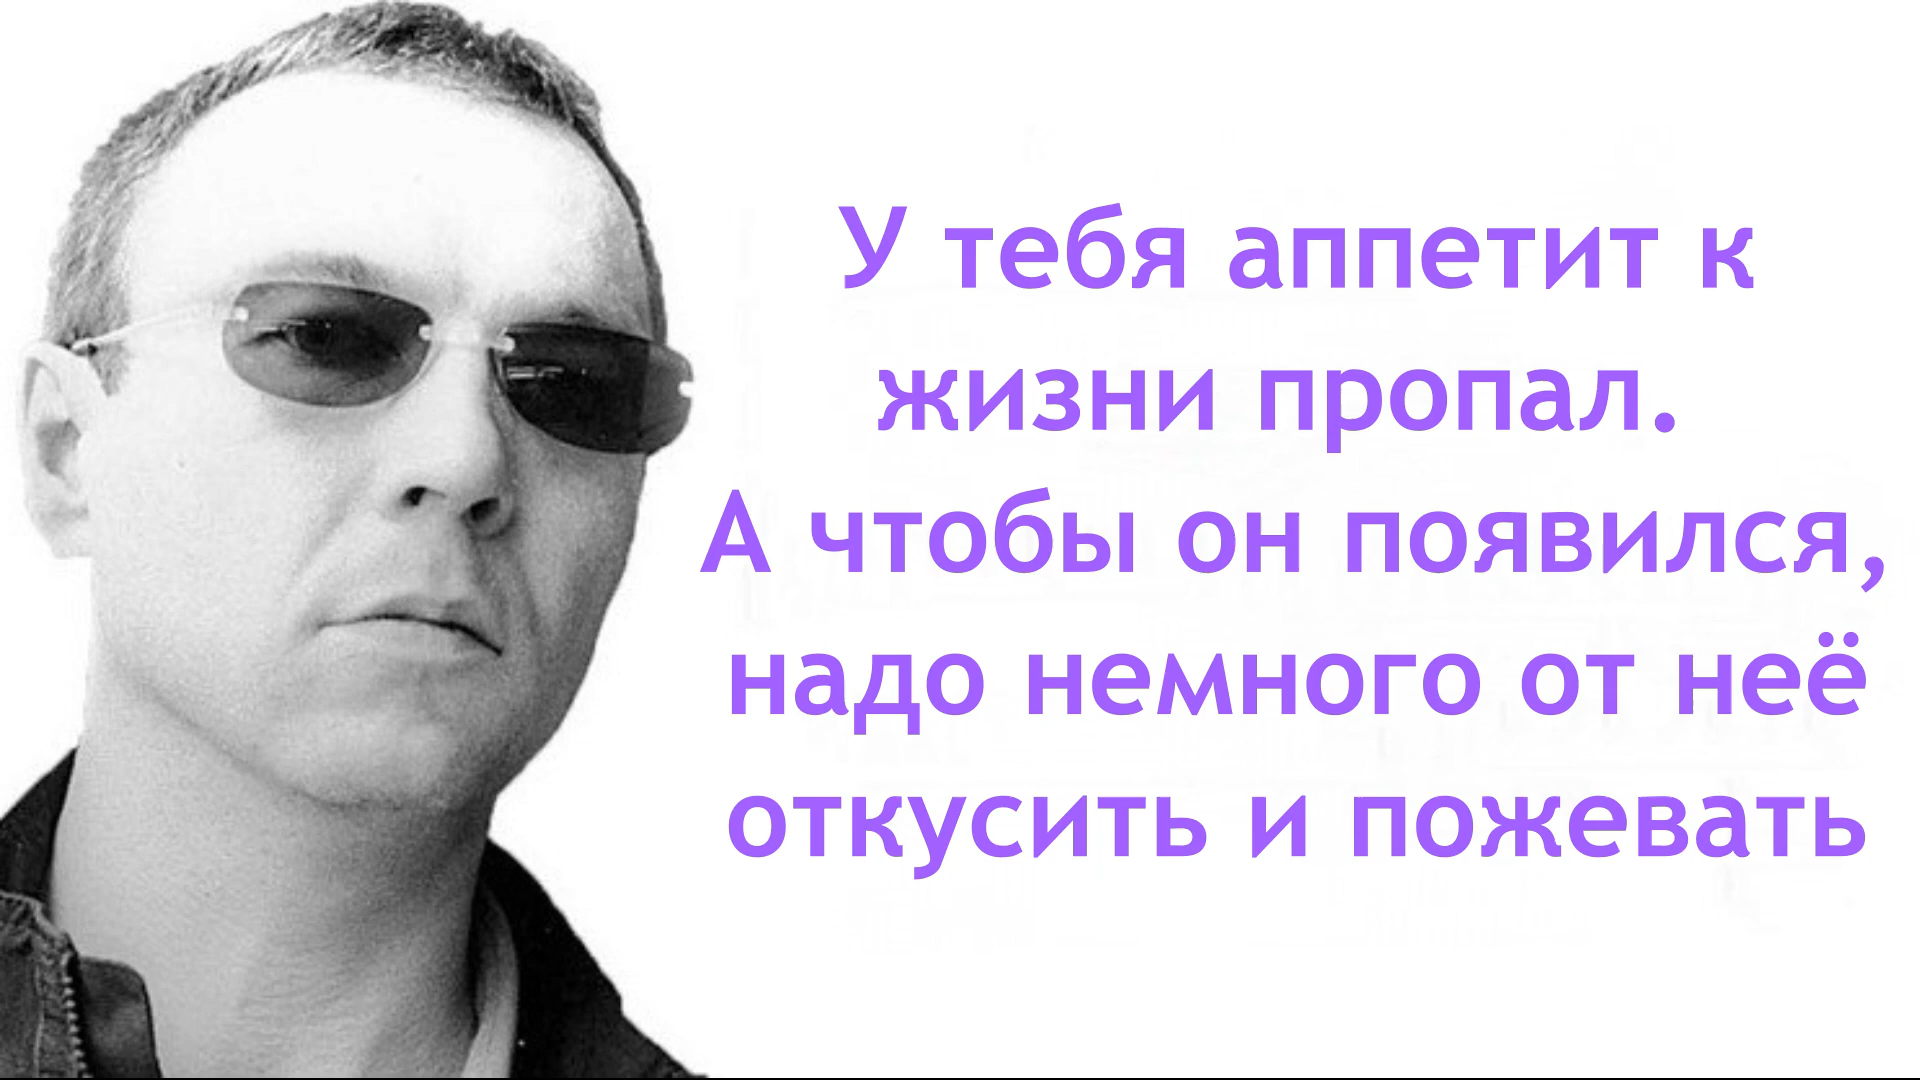 У тебя аппетит к
жизни пропал.
А чтобы он появился,
надо немного от неё
откусить и пожевать